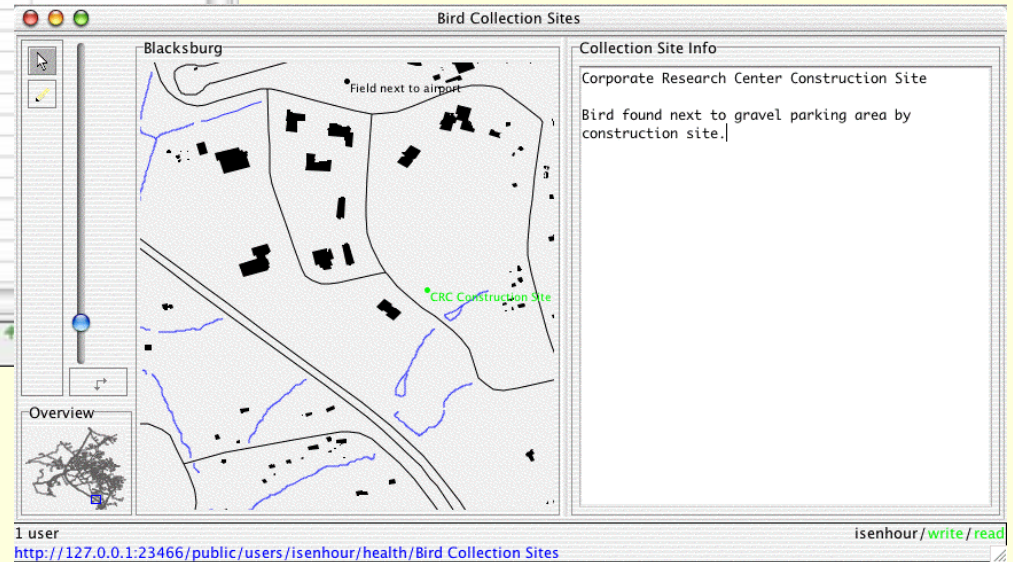 Bird Collection Sites
Blacksburg
Field next to airport
CRC Construction Site
Overview
Collection Site Info
Corporate Research Center Construction Site
Bird found next to gravel parking area by
construction site.
1 user
isenhour/write/read
http://127.0.0.1:23466/public/users/isenhour/health/Bird Collection Sites